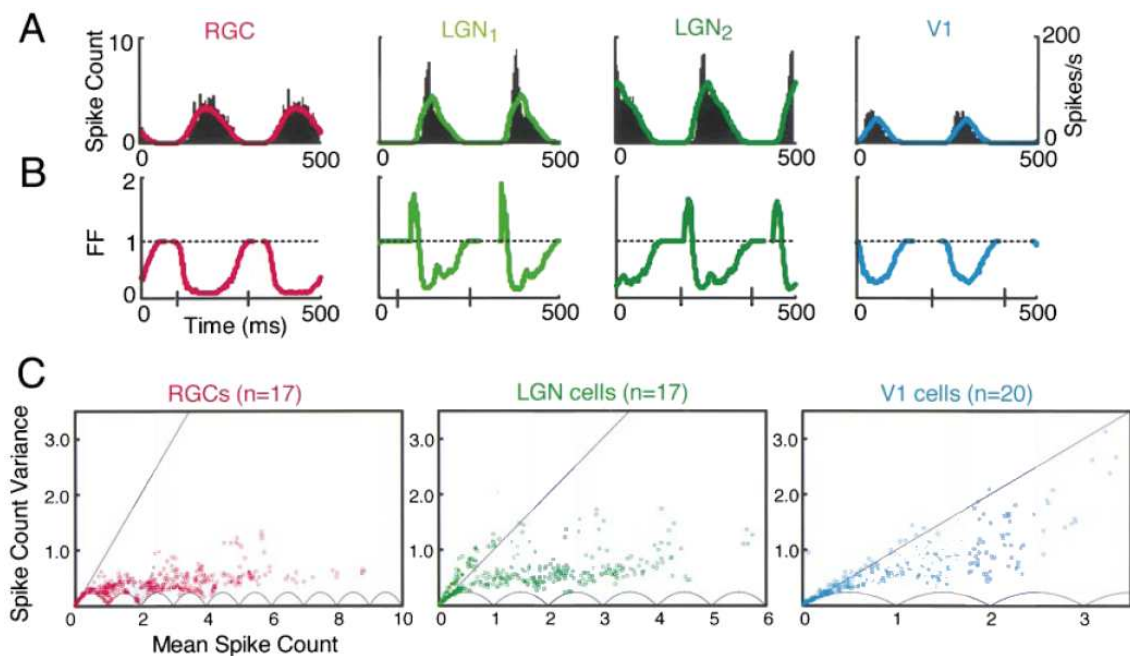 A
RGC
LGN1
LGN2
V1
10
Spike Count
0
0 500
0 500
0 500
0 500
200
Spikes/s
0
B
2
FF
1
0
0 500
Time (ms)
0 500
0 500
0 500
C
RGCs (n=17)
LGN cells (n=17)
V1 cells (n=20)
Spike Count Variance
3.0
2.0
1.0
0 2 4 6 8 10
3.0
2.0
1.0
0 1 2 3 4 5 6
3.0
2.0
1.0
0 1 2 3
Mean Spike Count